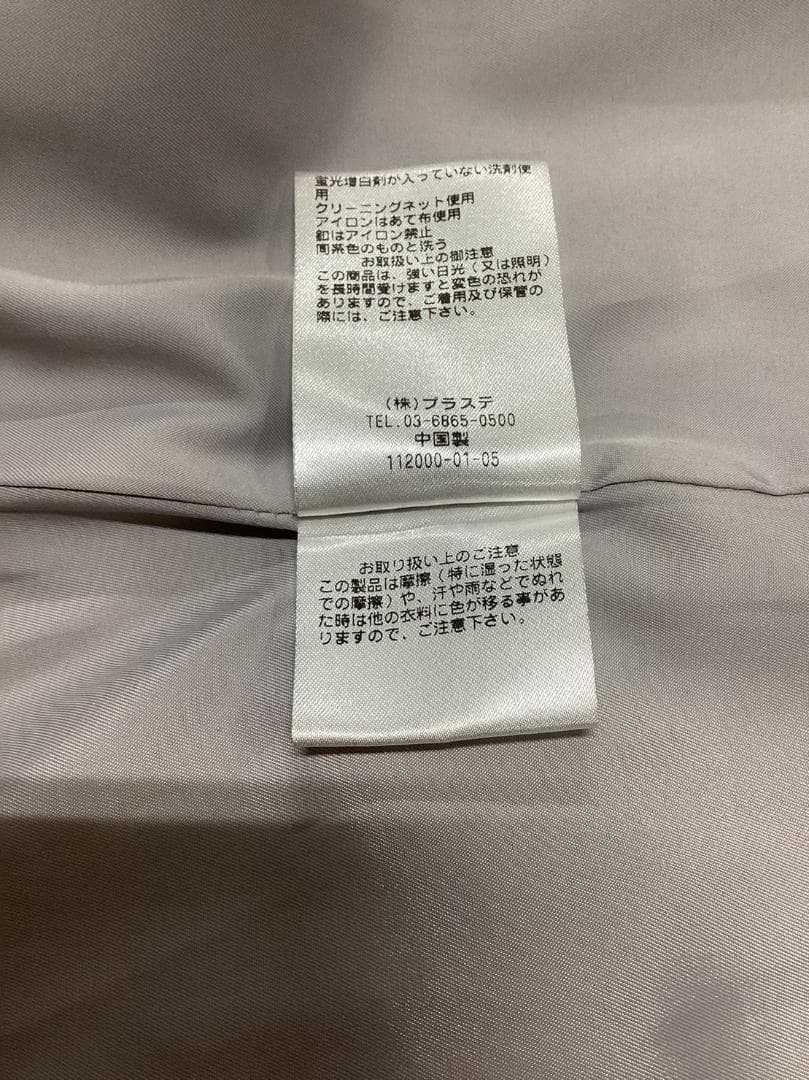 蛍光増白剤が入っていない洗剤使
用
クリーニングネット使用
アイロンはあて布使用
釦はアイロン禁止
同系色のものと洗う
お取扱い上の御注意
この商品は、強い日光(又は照明)
を長時間受けますと変色の恐れが
ありますので、ご着用及び保管の
際には、ご注意下さい。
(株)プラステ
TEL.03-6865-0500
中国製
112000-01-05
お取り扱い上のご注意
この製品は摩擦(特に湿った状態
での摩擦)や、汗や雨などでぬれ
た時は他の衣料に色が移る事があ
りますので、ご注意下さい。